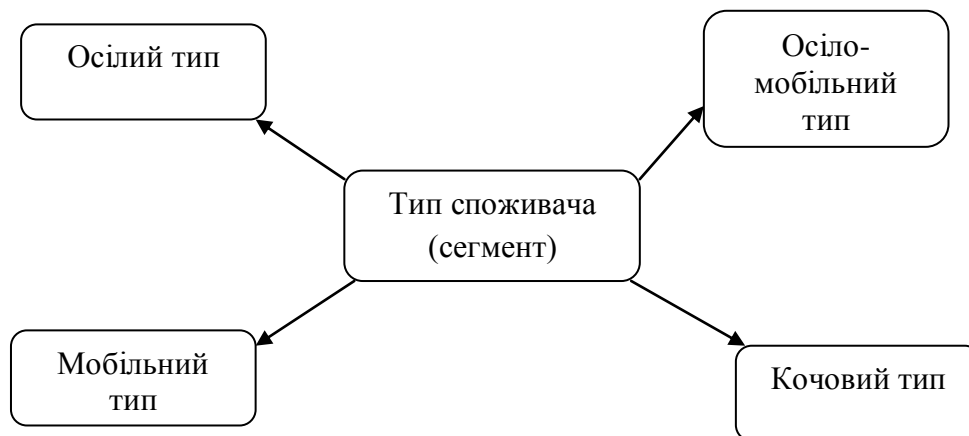 Осілий тип
Осіло-
мобільний
тип
Тип споживача
(сегмент)
Мобільний
тип
Кочовий тип